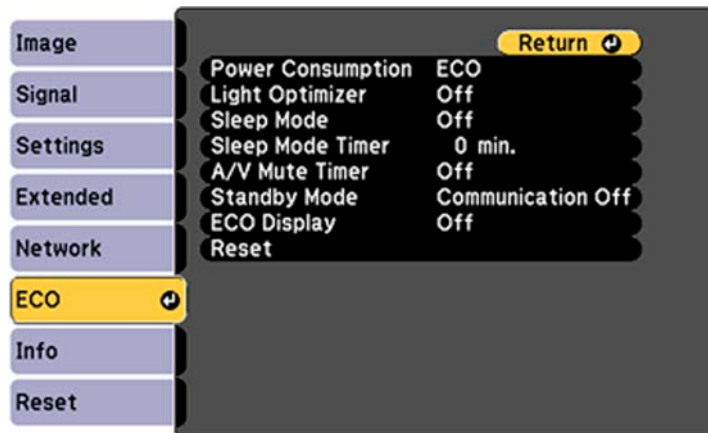 Image
Signal
Settings
Extended
Network
ECO
Info
Reset
Return
Power Consumption ECO
Light Optimizer Off
Sleep Mode Off
Sleep Mode Timer 0 min.
A/V Mute Timer Off
Standby Mode Communication Off
ECO Display Off
Reset